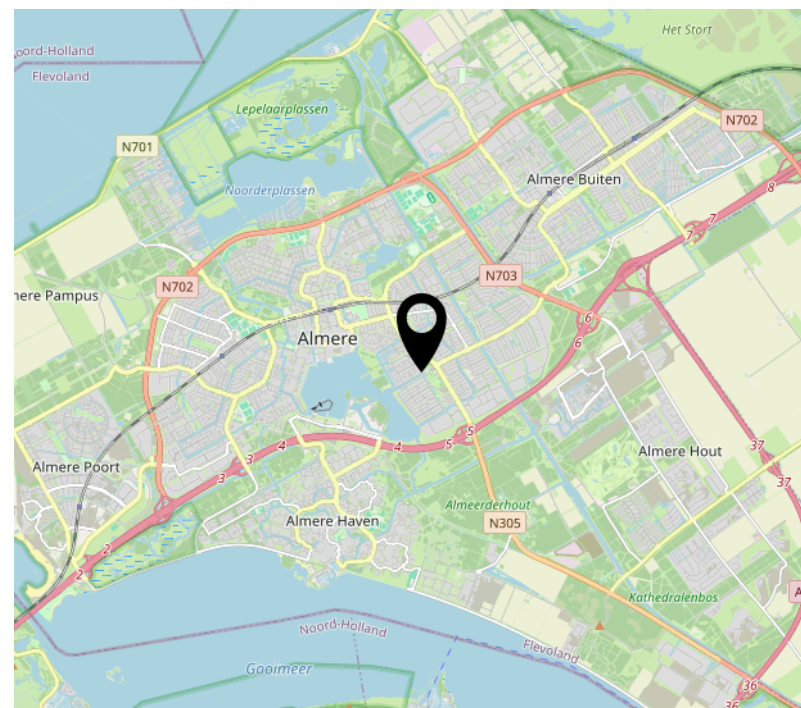 Het Stort
Noord-Holland
Flevoland
Lepelaarplassen
N701
N702
Almere Buiten
Noorderplassen
8
7
7
N703
N702
mere Pampus
6
6
Almere
4
4
5
5
3
3
37
37
Almere Poort
Almere Hout
Almeerderhout
Almere Haven
N305
2
2
A
Kathedralenbos
Noord-Holland
Flevoland
Gooimeer
36
36